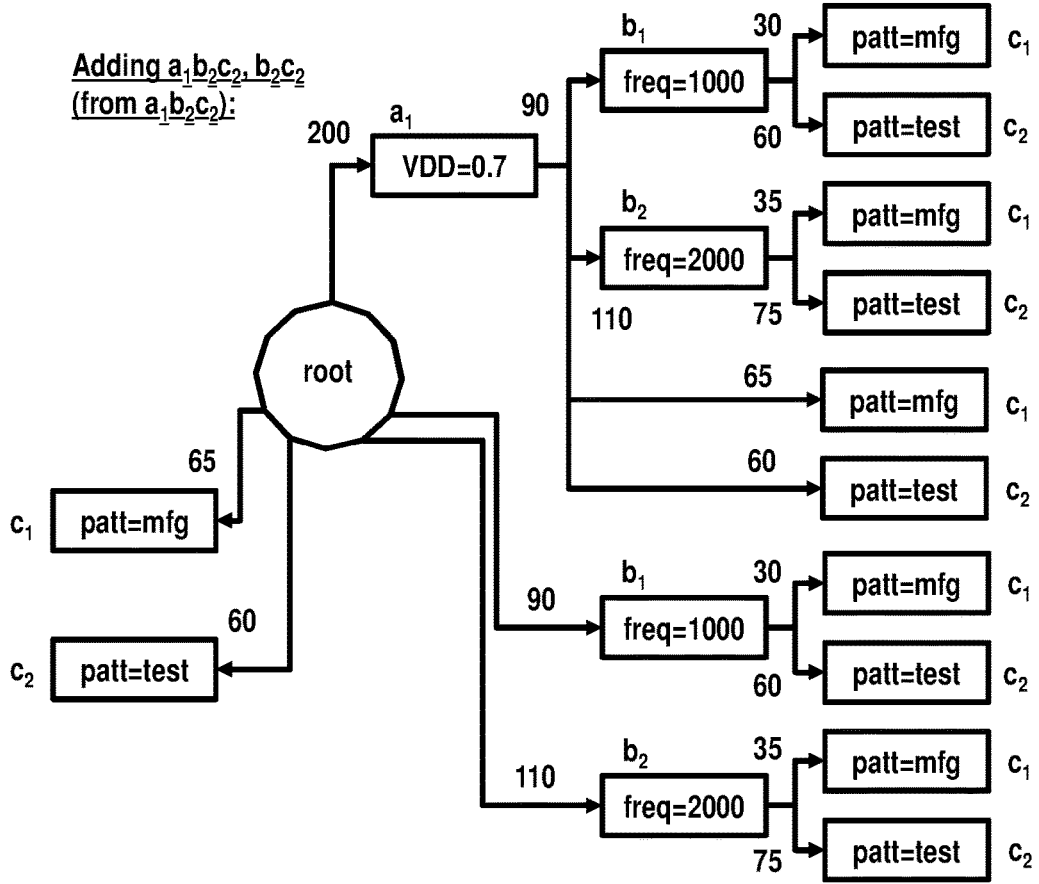 Adding a₁b₂c₂, b₂c₂
(from a₁b₂c₂):
200
a₁
VDD=0.7
90
b₁
freq=1000
30
patt=mfg
c₁
60
patt=test
c₂
b₂
freq=2000
110
35
patt=mfg
c₁
75
patt=test
c₂
65
patt=mfg
c₁
60
patt=test
c₂
root
65
c₁
patt=mfg
60
c₂
patt=test
90
b₁
freq=1000
30
patt=mfg
c₁
60
patt=test
c₂
110
b₂
freq=2000
35
patt=mfg
c₁
75
patt=test
c₂